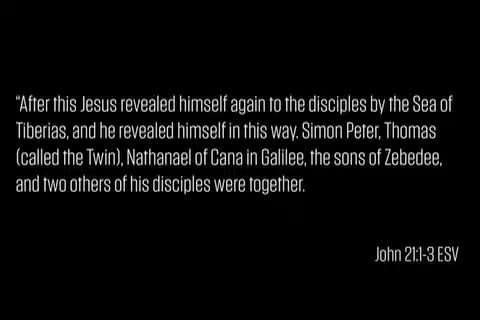 “After this Jesus revealed himself again to the disciples by the Sea of
Tiberias, and he revealed himself in this way. Simon Peter, Thomas
(called the Twin), Nathanael of Cana in Galilee, the sons of Zebedee,
and two others of his disciples were together.
John 21:1-3 ESV